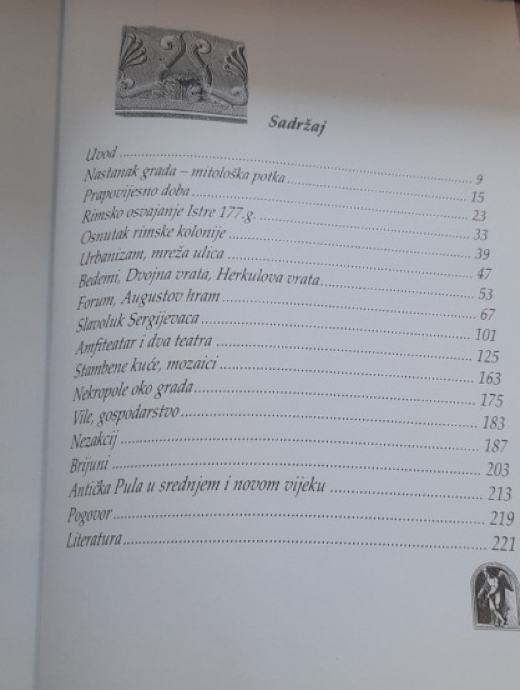 Sadržaj
Uvod ........ 9
Nastanak grada – mitološka potka ........ 15
Prapovijesno doba ........ 23
Rimsko osvajanje Istre 177.g. ........ 33
Osnutak rimske kolonije ........ 39
Urbanizam, mreža ulica ........ 47
Bedemi, Dvojna vrata, Herkulova vrata ........ 53
Forum, Augustov hram ........ 67
Slavoluk Sergijevaca ........ 101
Amfiteatar i dva teatra ........ 125
Stambene kuće, mozaici ........ 163
Nekropole oko grada ........ 175
Vile, gospodarstvo ........ 183
Nezakcij ........ 187
Brijuni ........ 203
Antička Pula u srednjem i novom vijeku ........ 213
Pogovor ........ 219
Literatura ........ 221